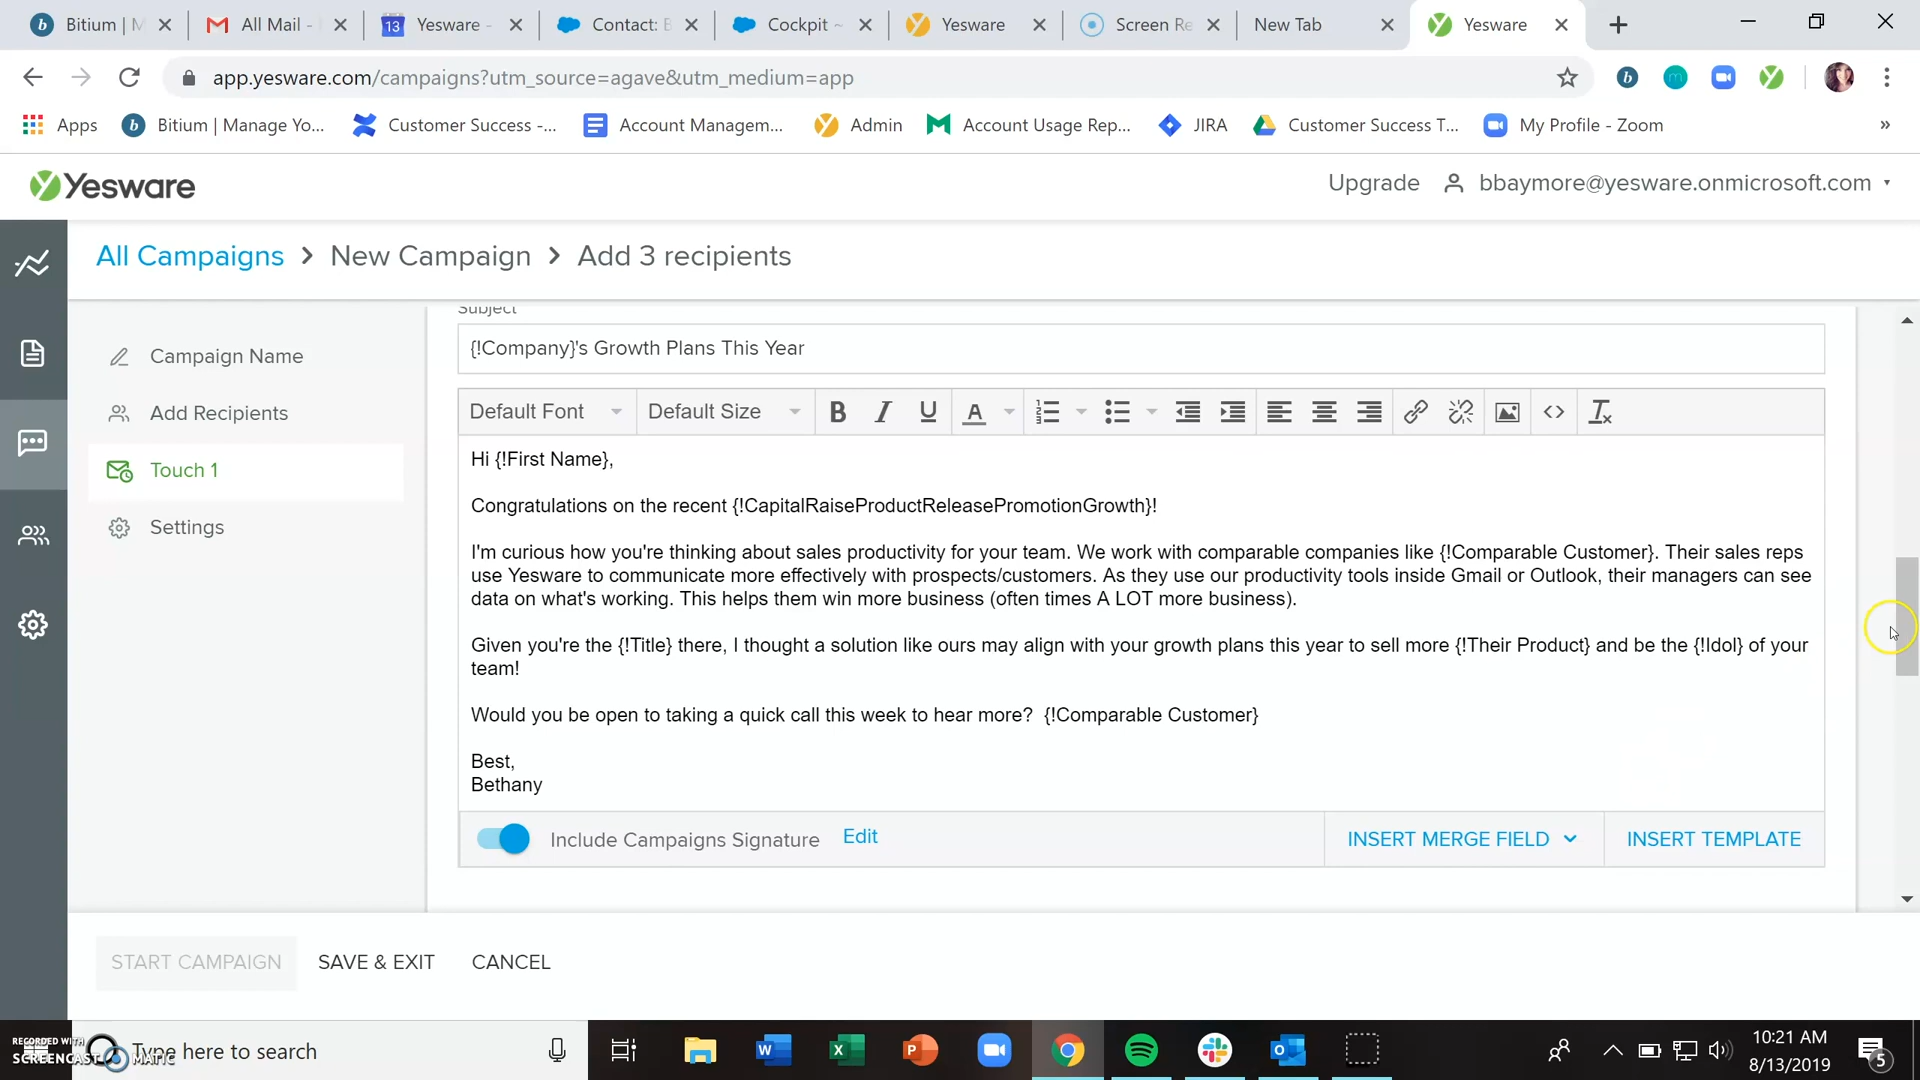 Bitium | M
All Mail -
13
Yesware -
Contact: B
Cockpit ~
Yesware
Screen Re
New Tab
Yesware
app.yesware.com/campaigns?utm_source=agave&utm_medium=app
Apps
Bitium | Manage Yo...
Customer Success -...
Account Managem...
Admin
Account Usage Rep...
JIRA
Customer Success T...
My Profile - Zoom
»
Yesware
Upgrade
bbaymore@yesware.onmicrosoft.com
All Campaigns > New Campaign > Add 3 recipients
Campaign Name
Add Recipients
Touch 1
Settings
Subject
{!Company}'s Growth Plans This Year
Default Font
Default Size
B I U A
Hi {!First Name},
Congratulations on the recent {!CapitalRaiseProductReleasePromotionGrowth}!
I'm curious how you're thinking about sales productivity for your team. We work with comparable companies like {!Comparable Customer}. Their sales reps
use Yesware to communicate more effectively with prospects/customers. As they use our productivity tools inside Gmail or Outlook, their managers can see
data on what's working. This helps them win more business (often times A LOT more business).
Given you're the {!Title} there, I thought a solution like ours may align with your growth plans this year to sell more {!Their Product} and be the {!Idol} of your
team!
Would you be open to taking a quick call this week to hear more?  {!Comparable Customer}
Best,
Bethany
Include Campaigns Signature
Edit
INSERT MERGE FIELD
INSERT TEMPLATE
START CAMPAIGN
SAVE & EXIT
CANCEL
RECORDED WITH
SCREENCAST MATIC
Type here to search
10:21 AM
8/13/2019
5